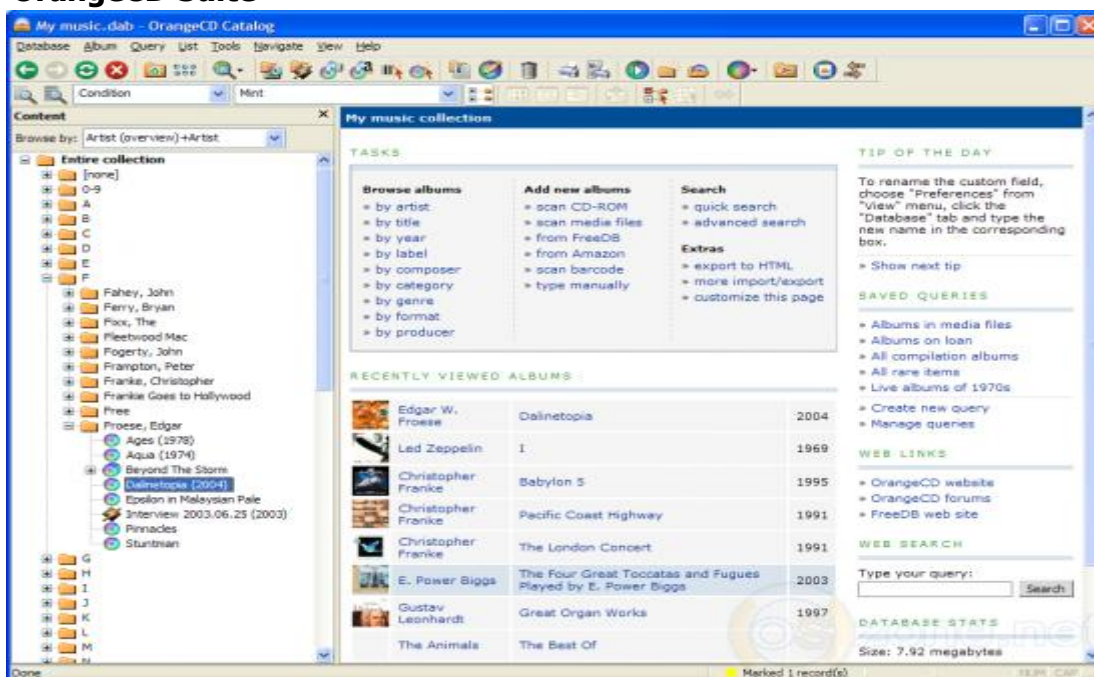 OrangeCD Suite
My music.dab - OrangeCD Catalog
Database Album Query List Tools Navigate View Help
Condition Mint
Content
Browse by: Artist (overview)+Artist
Entire collection
[none]
0-9
A
B
C
D
E
F
Fahey, John
Ferry, Bryan
Fixx, The
Fleetwood Mac
Fogerty, John
Frampton, Peter
Franke, Christopher
Frankie Goes to Hollywood
Free
Froese, Edgar
Ages (1978)
Aqua (1974)
Beyond The Storm
Dalinetopia (2004)
Epsilon in Malaysian Pale
Interview 2003.06.25 (2003)
Pinnacles
Stuntman
G
H
I
J
K
L
M
N
My music collection
TASKS
Browse albums
» by artist
» by title
» by year
» by label
» by composer
» by category
» by genre
» by format
» by producer
Add new albums
» scan CD-ROM
» scan media files
» from FreeDB
» from Amazon
» scan barcode
» type manually
Search
» quick search
» advanced search
Extras
» export to HTML
» more import/export
» customize this page
RECENTLY VIEWED ALBUMS
Edgar W. Froese Dalinetopia 2004
Led Zeppelin I 1969
Christopher Franke Babylon 5 1995
Christopher Franke Pacific Coast Highway 1991
Christopher Franke The London Concert 1991
E. Power Biggs The Four Great Toccatas and Fugues Played by E. Power Biggs 2003
Gustav Leonhardt Great Organ Works 1997
The Animals The Best Of
TIP OF THE DAY
To rename the custom field,
choose "Preferences" from
"View" menu, click the
"Database" tab and type the
new name in the corresponding
box.
» Show next tip
SAVED QUERIES
» Albums in media files
» Albums on loan
» All compilation albums
» All rare items
» Live albums of 1970s
» Create new query
» Manage queries
WEB LINKS
» OrangeCD website
» OrangeCD forums
» FreeDB web site
WEB SEARCH
Type your query:
Search
DATABASE STATS
Size: 7.92 megabytes
oszone.net
Done Marked 1 record(s) NUM CAP